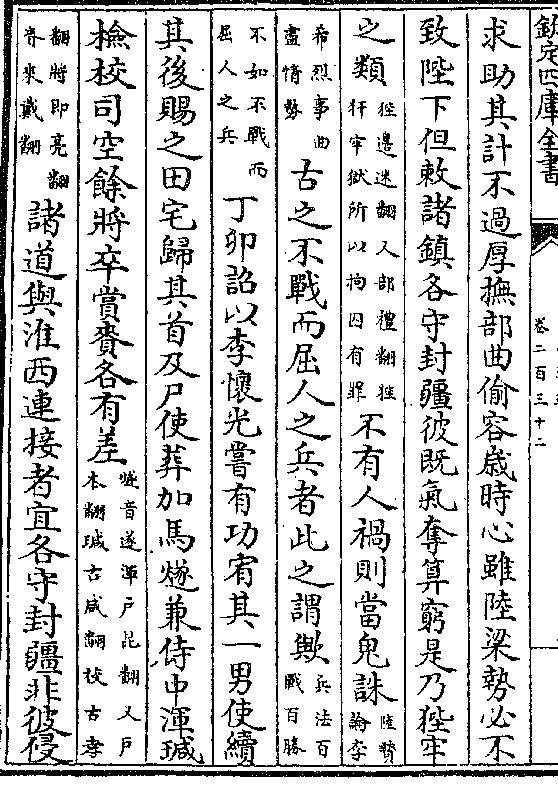 欽定四庫全書
卷二百三十二
求助其計不過厚撫部曲偷容歲時心雖陸梁勢必不
致陛下但敕諸鎮各守封疆彼既氣奪算窮是乃狴牢
之類狴邊迷翻又部禮翻狴犴牢獄所以拘囚有罪不有人禍則當鬼誅陸贄論李
希烈事曲盡情勢古之不戰而屈人之兵者此之謂歟兵法百戰百勝
不如不戰而屈人之兵丁卯詔以李懷光嘗有功宥其一男使續
其後賜之田宅歸其首及尸使葬加馬燧兼侍中渾瑊
檢校司空餘將卒賞賚各有差燧音遂渾戶昆翻又戶本翻瑊古咸翻校古孝
翻將即亮翻賚來戴翻諸道與淮西連接者宜各守封疆非彼侵